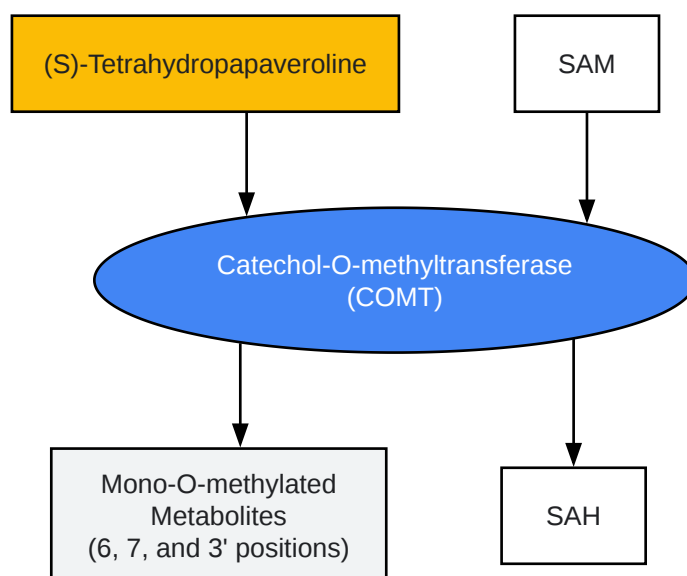 (S)-Tetrahydropapaveroline
SAM
Catechol-O-methyltransferase
(COMT)
Mono-O-methylated
Metabolites
(6, 7, and 3' positions)
SAH